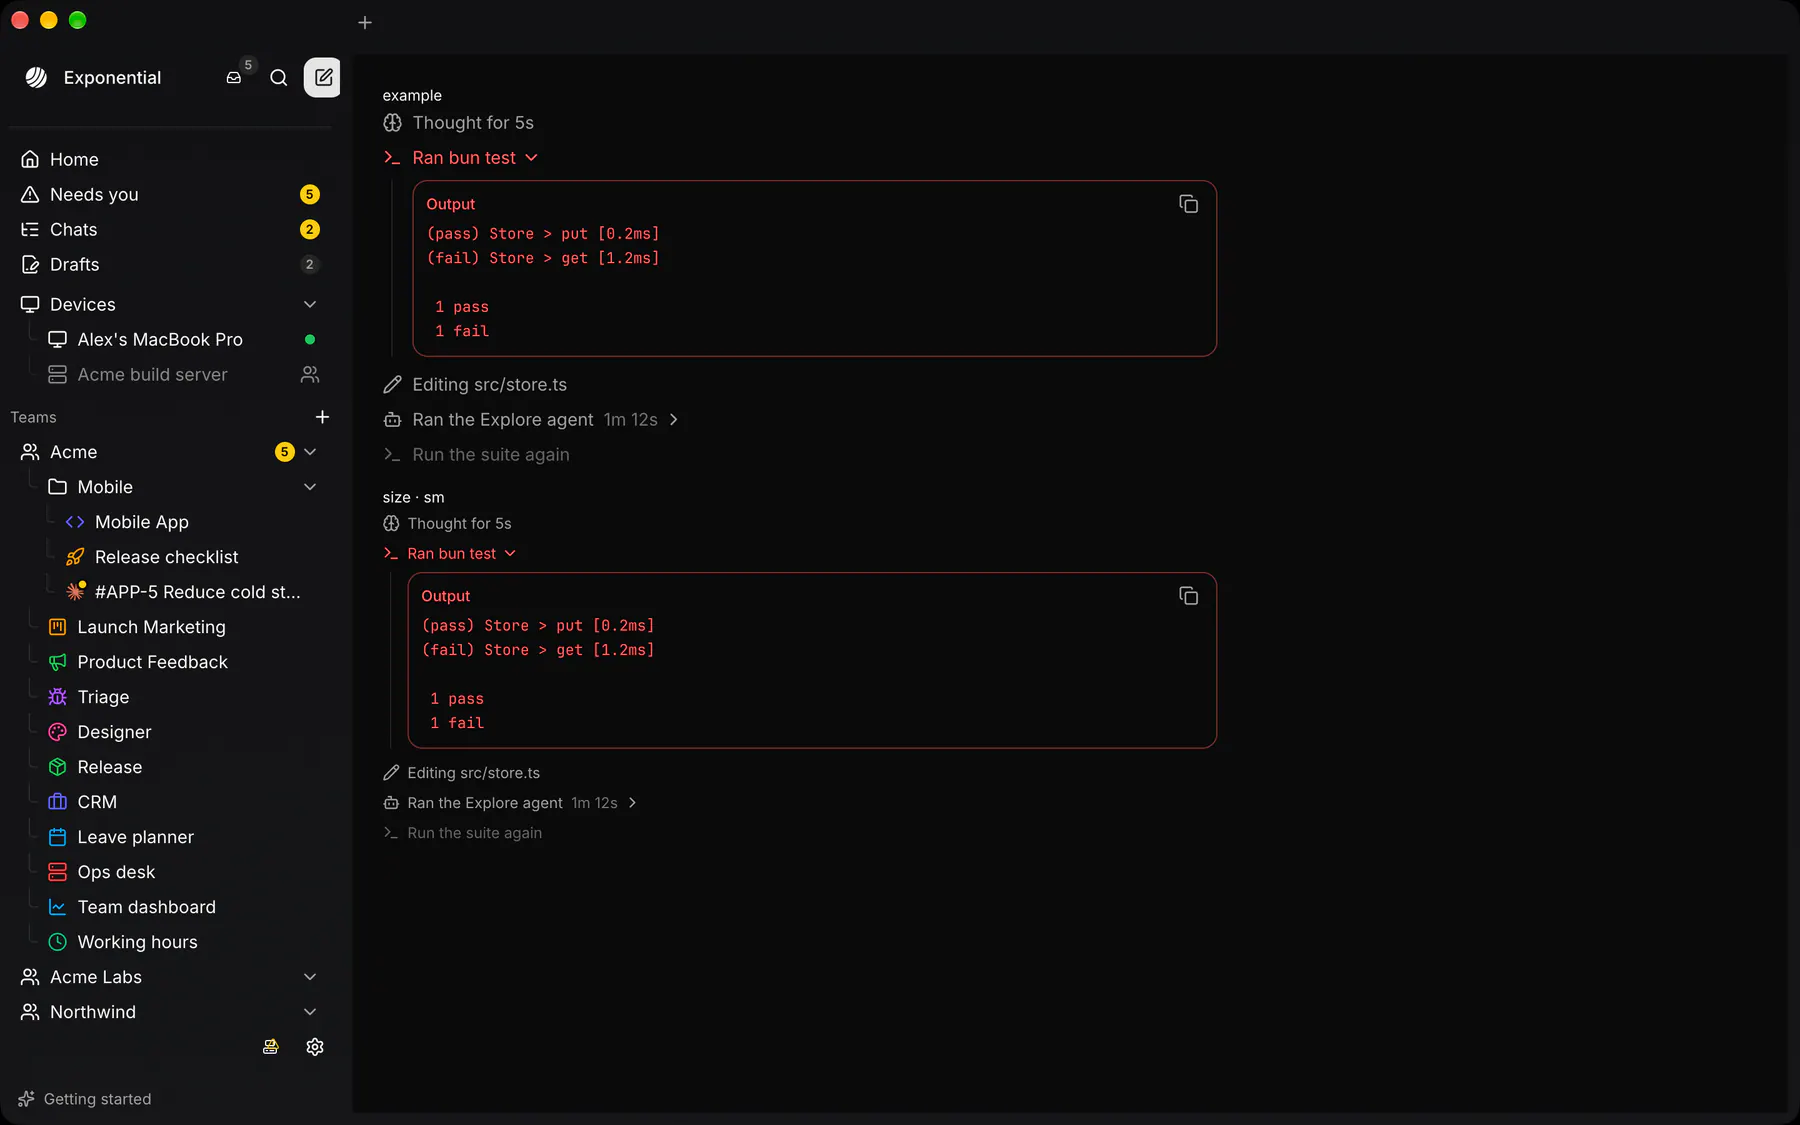 Exponential
5
Home
Needs you
5
Chats
2
Drafts
2
Devices
Alex's MacBook Pro
Acme build server
Teams
Acme
5
Mobile
Mobile App
Release checklist
#APP-5 Reduce cold st...
Launch Marketing
Product Feedback
Triage
Designer
Release
CRM
Leave planner
Ops desk
Team dashboard
Working hours
Acme Labs
Northwind
Getting started
example
Thought for 5s
Ran bun test
Output
(pass) Store > put [0.2ms]
(fail) Store > get [1.2ms]
1 pass
1 fail
Editing src/store.ts
Ran the Explore agent 1m 12s
Run the suite again
size · sm
Thought for 5s
Ran bun test
Output
(pass) Store > put [0.2ms]
(fail) Store > get [1.2ms]
1 pass
1 fail
Editing src/store.ts
Ran the Explore agent 1m 12s
Run the suite again